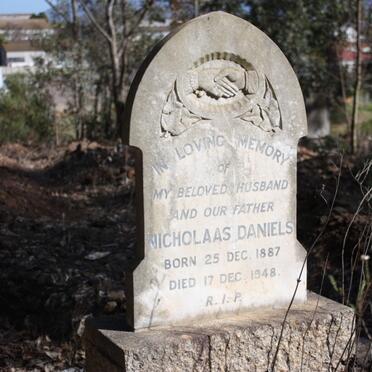 IN LOVING MEMORY
OF
MY BELOVED HUSBAND
AND OUR FATHER
NICHOLAAS DANIELS
BORN 25 DEC. 1887
DIED 17 DEC. 1948.
R.I.P.